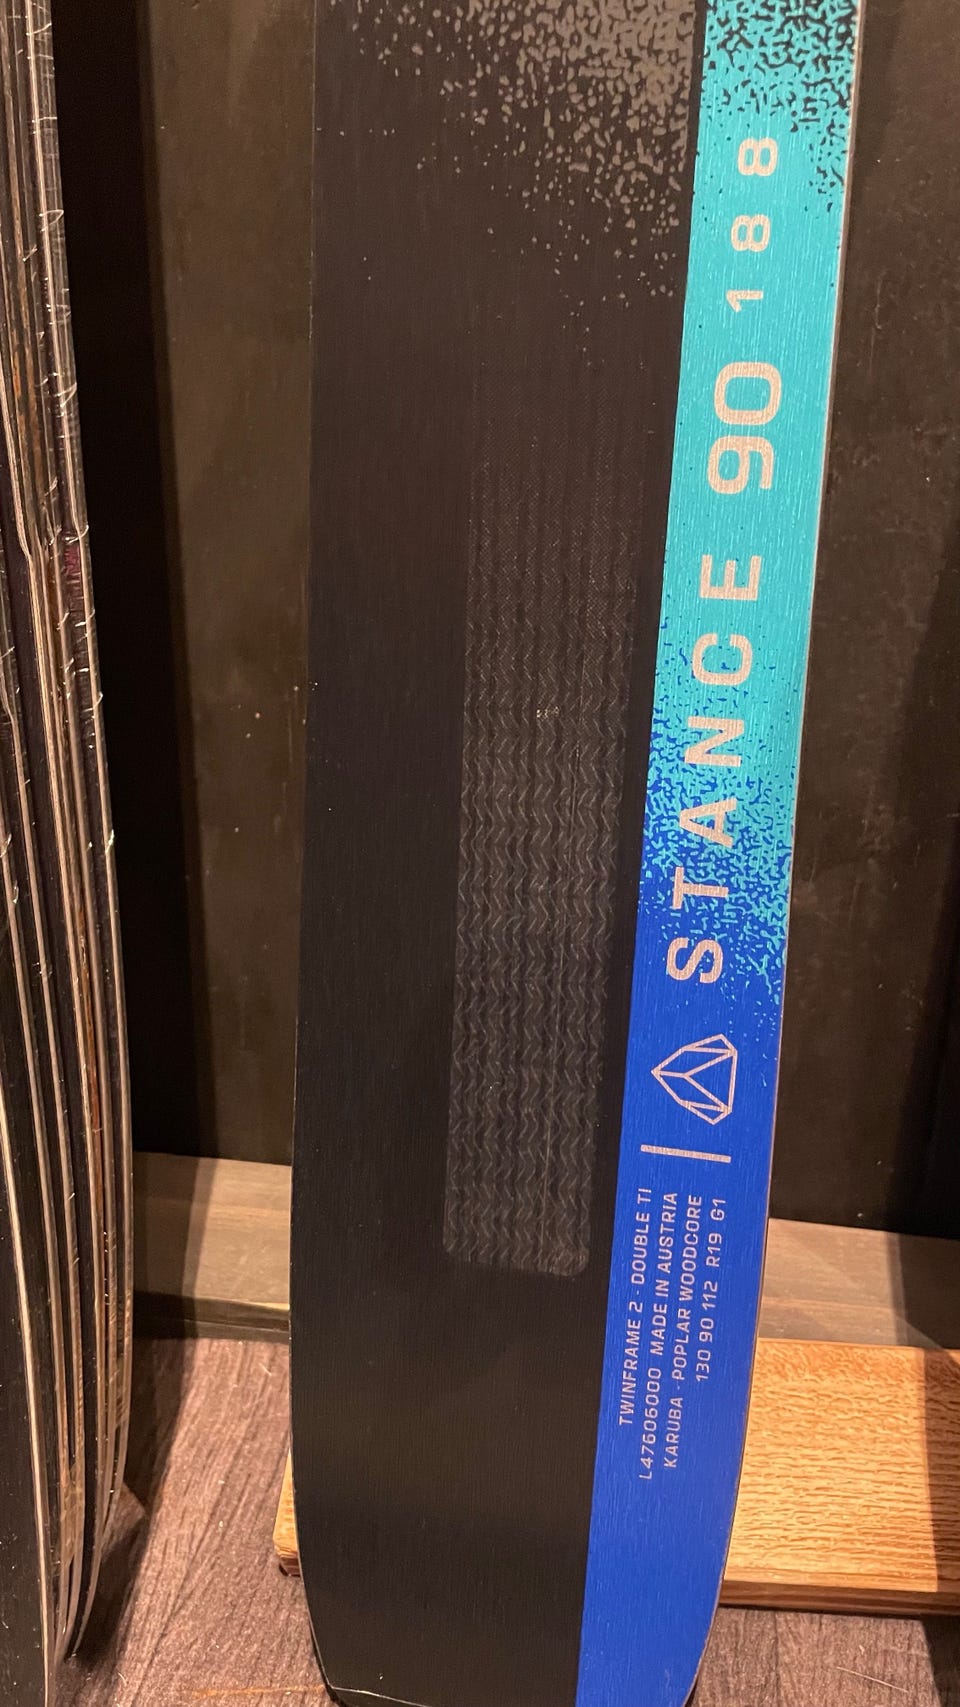 STANCE 90 188
TWINFRAME 2 · DOUBLE TI
L47606000 MADE IN AUSTRIA
KARUBA · POPLAR WOODCORE
130 90 112 R19 G1